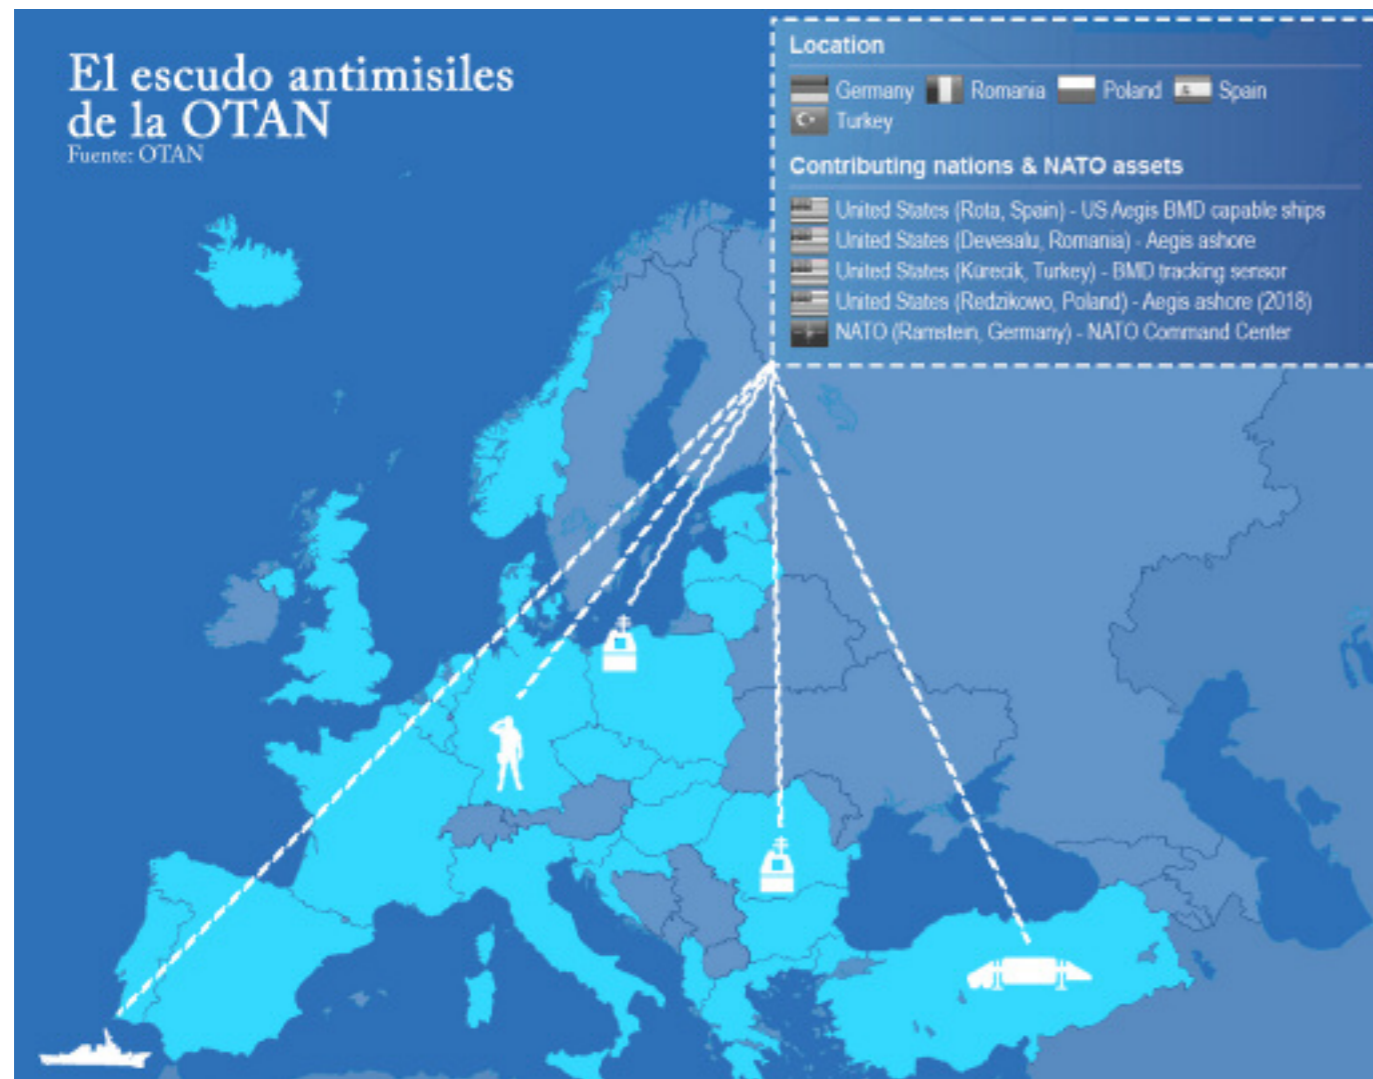 El escudo antimisiles
de la OTAN
Fuente: OTAN
Location
Germany Romania Poland Spain
Turkey
Contributing nations & NATO assets
United States (Rota, Spain) - US Aegis BMD capable ships
United States (Devesalu, Romania) - Aegis ashore
United States (Kürecik, Turkey) - BMD tracking sensor
United States (Redzikowo, Poland) - Aegis ashore (2018)
NATO (Ramstein, Germany) - NATO Command Center